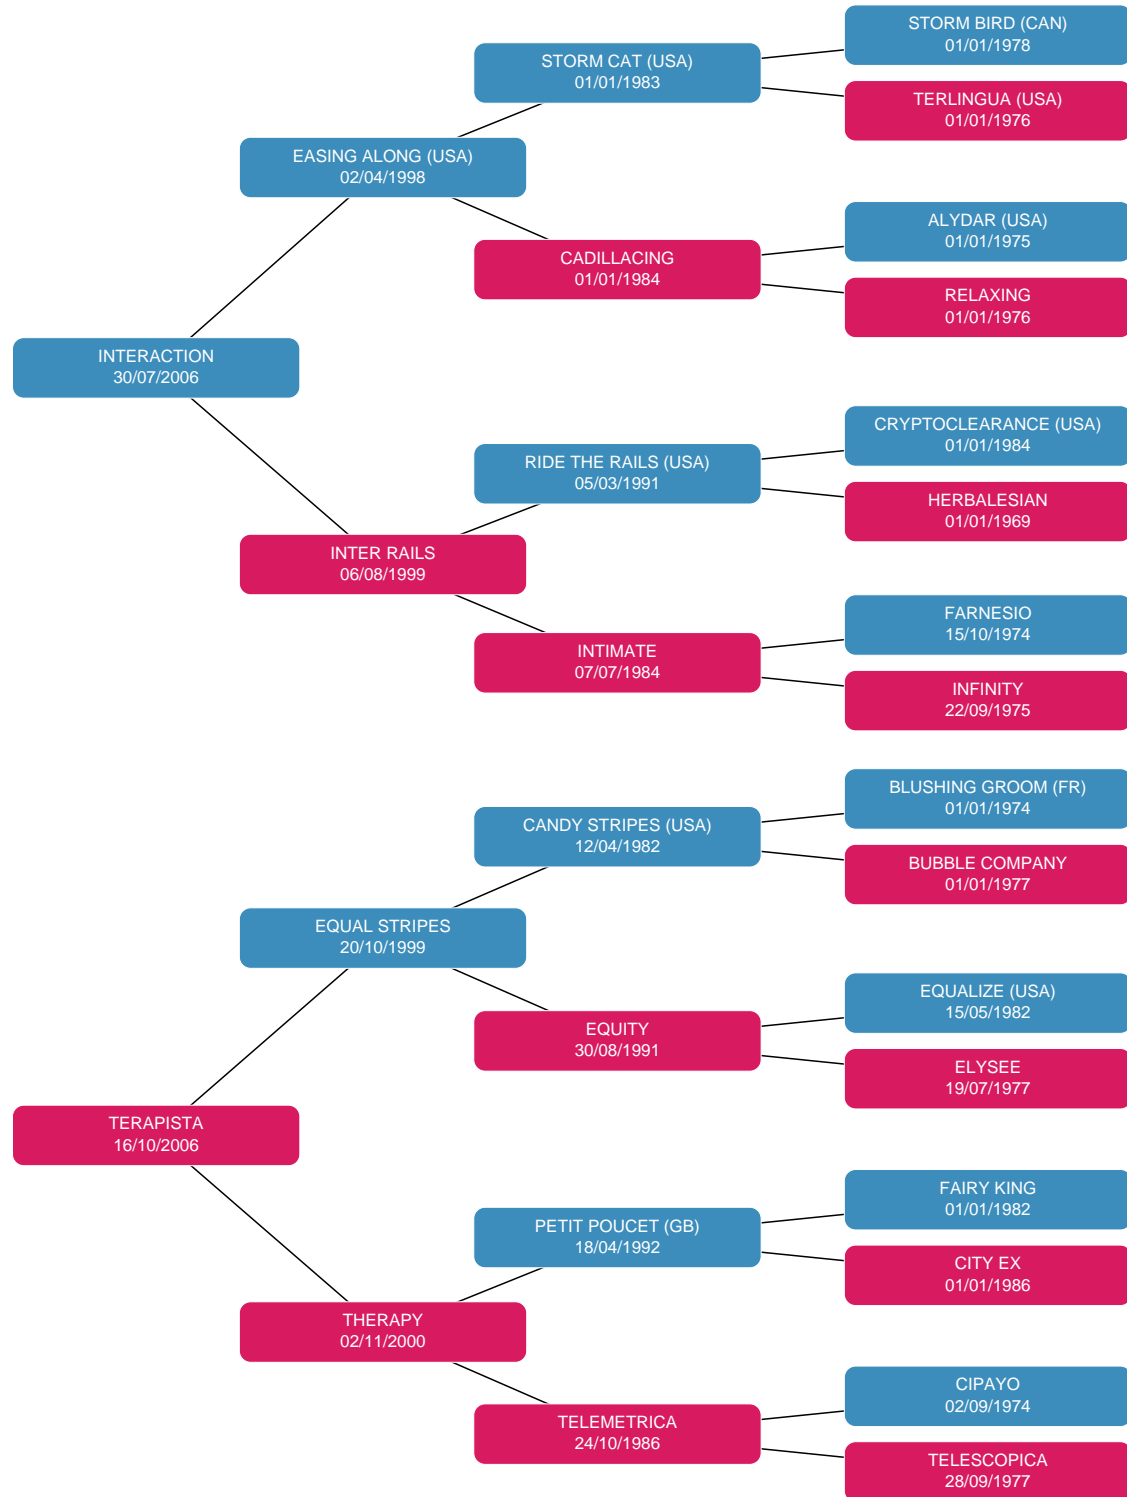 STORM BIRD (CAN)
01/01/1978
STORM CAT (USA)
01/01/1983
TERLINGUA (USA)
01/01/1976
EASING ALONG (USA)
02/04/1998
ALYDAR (USA)
01/01/1975
CADILLACING
01/01/1984
RELAXING
01/01/1976
INTERACTION
30/07/2006
CRYPTOCLEARANCE (USA)
01/01/1984
RIDE THE RAILS (USA)
05/03/1991
HERBALESIAN
01/01/1969
INTER RAILS
06/08/1999
FARNESIO
15/10/1974
INTIMATE
07/07/1984
INFINITY
22/09/1975
BLUSHING GROOM (FR)
01/01/1974
CANDY STRIPES (USA)
12/04/1982
BUBBLE COMPANY
01/01/1977
EQUAL STRIPES
20/10/1999
EQUALIZE (USA)
15/05/1982
EQUITY
30/08/1991
ELYSEE
19/07/1977
TERAPISTA
16/10/2006
FAIRY KING
01/01/1982
PETIT POUCET (GB)
18/04/1992
CITY EX
01/01/1986
THERAPY
02/11/2000
CIPAYO
02/09/1974
TELEMETRICA
24/10/1986
TELESCOPICA
28/09/1977